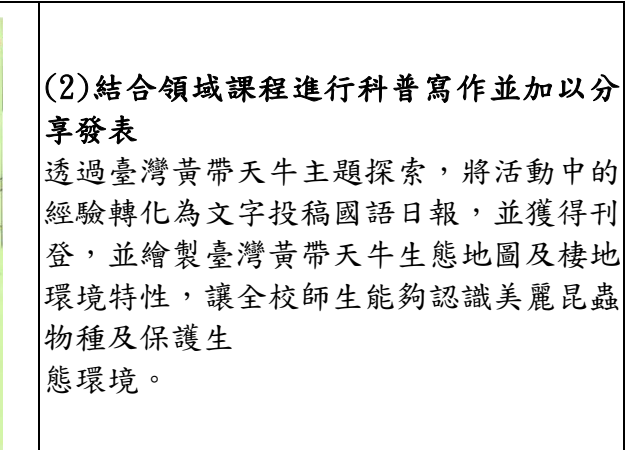 (2)結合領域課程進行科普寫作並加以分
享發表
透過臺灣黃帶天牛主題探索，將活動中的
經驗轉化為文字投稿國語日報，並獲得刊
登，並繪製臺灣黃帶天牛生態地圖及棲地
環境特性，讓全校師生能夠認識美麗昆蟲
物種及保護生
態環境。